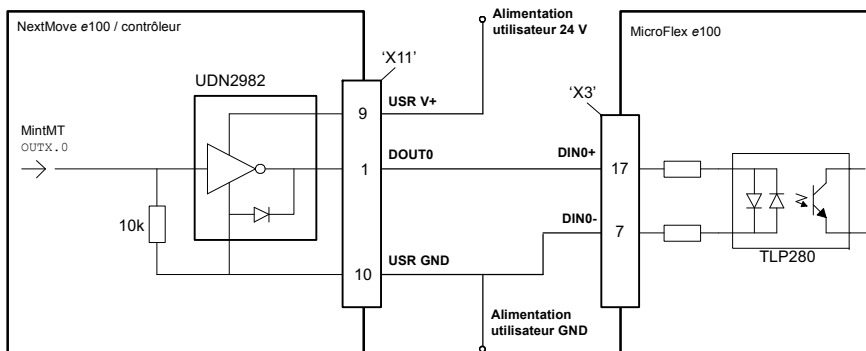 NextMove e100 / contrôleur
Alimentation
utilisateur 24 V
MicroFlex e100
'X11'
UDN2982
USR V+
'X3'
9
MintMT
OUTX.0
DOUT0
DIN0+
1
17
10k
DIN0-
7
TLP280
USR GND
10
Alimentation
utilisateur GND